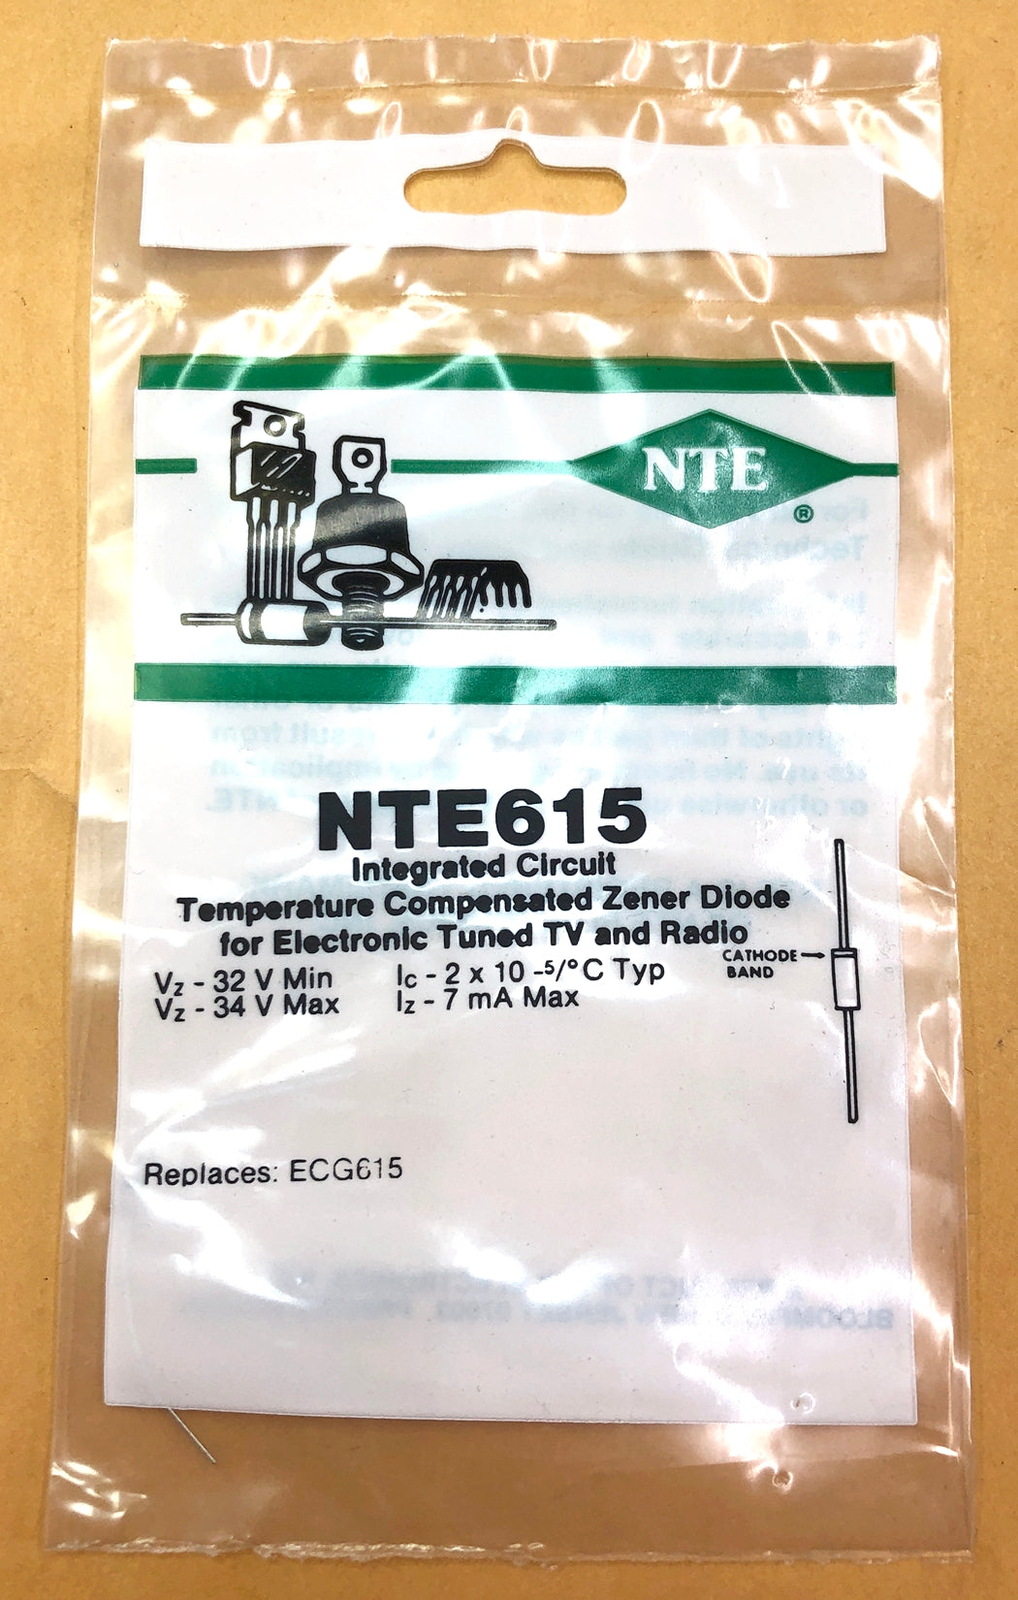 NTE
®
NTE615
Integrated Circuit
Temperature Compensated Zener Diode
for Electronic Tuned TV and Radio
Vz - 32 V Min
Ic - 2 x 10 -5/°C Typ
Vz - 34 V Max
Iz - 7 mA Max
CATHODE
BAND
Replaces: ECG615